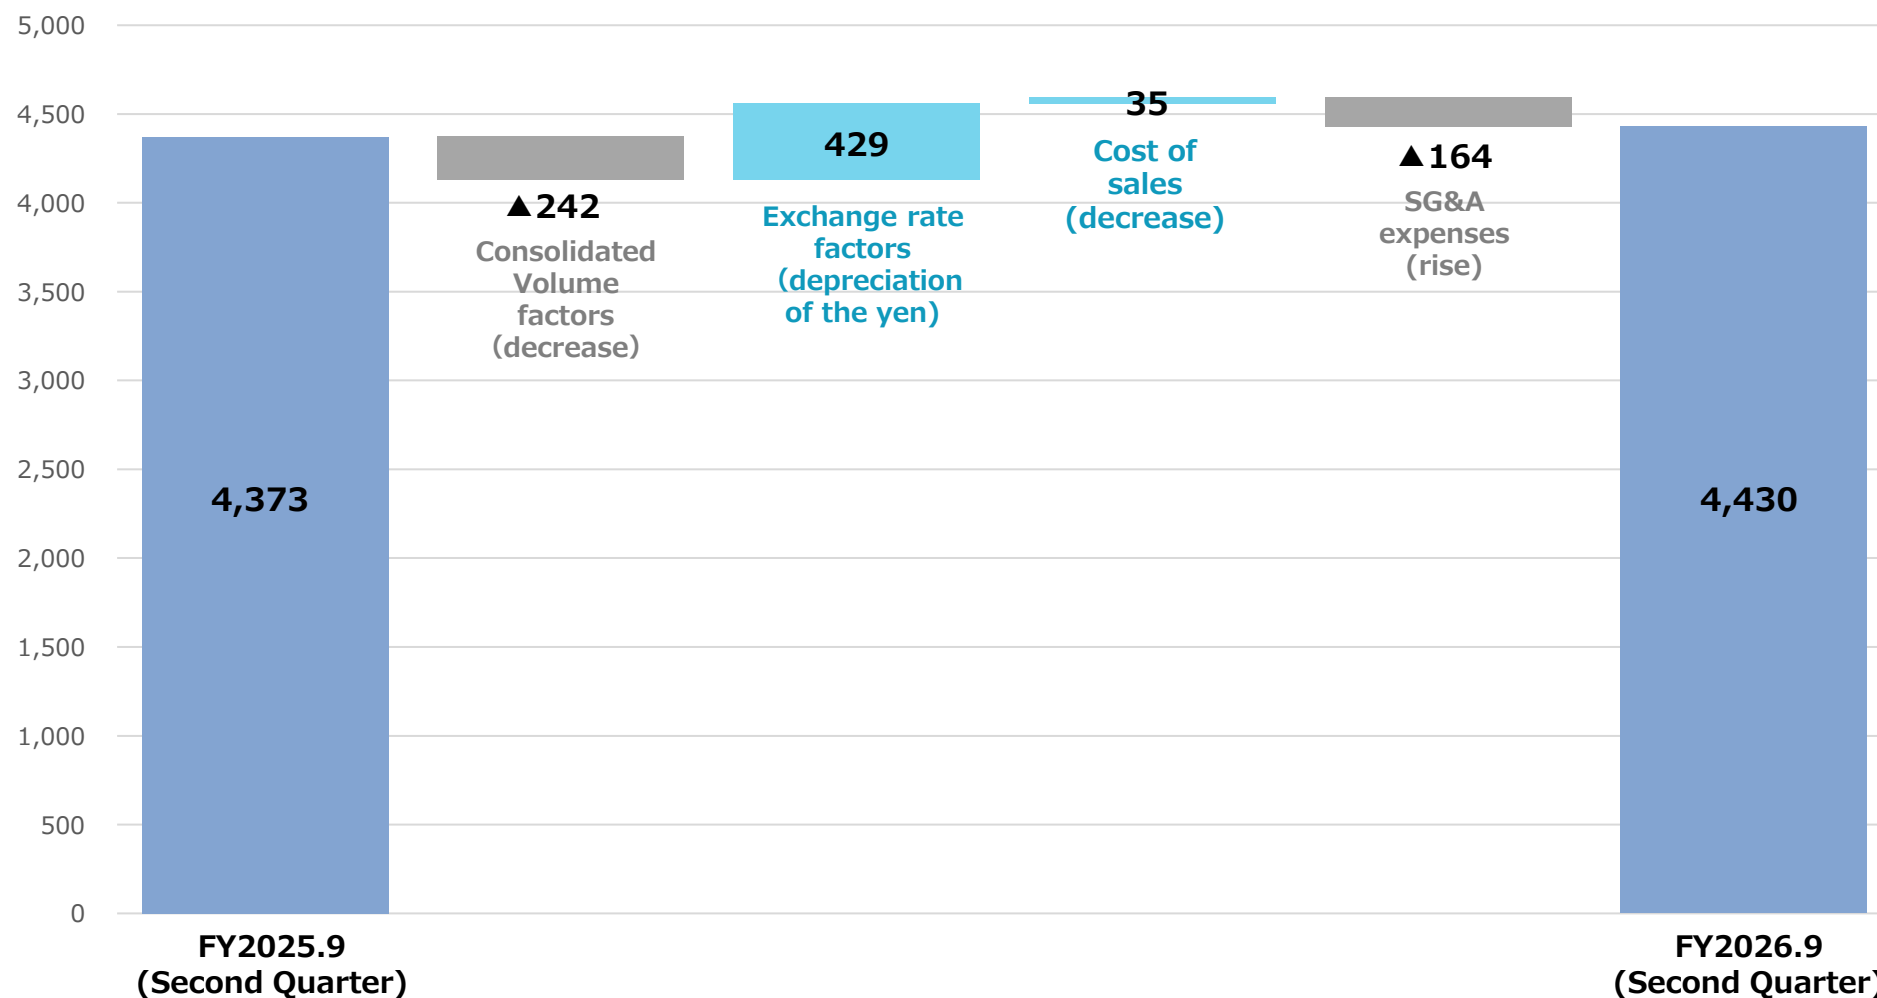 5,000
4,500
4,000
3,500
3,000
2,500
2,000
1,500
1,000
500
0
4,373
▲242
Consolidated
Volume
factors
（decrease）
429
Exchange rate
factors
（depreciation
of the yen）
35
Cost of
sales
(decrease)
▲164
SG&A
expenses
(rise)
4,430
FY2025.9
(Second Quarter)
FY2026.9
(Second Quarter)